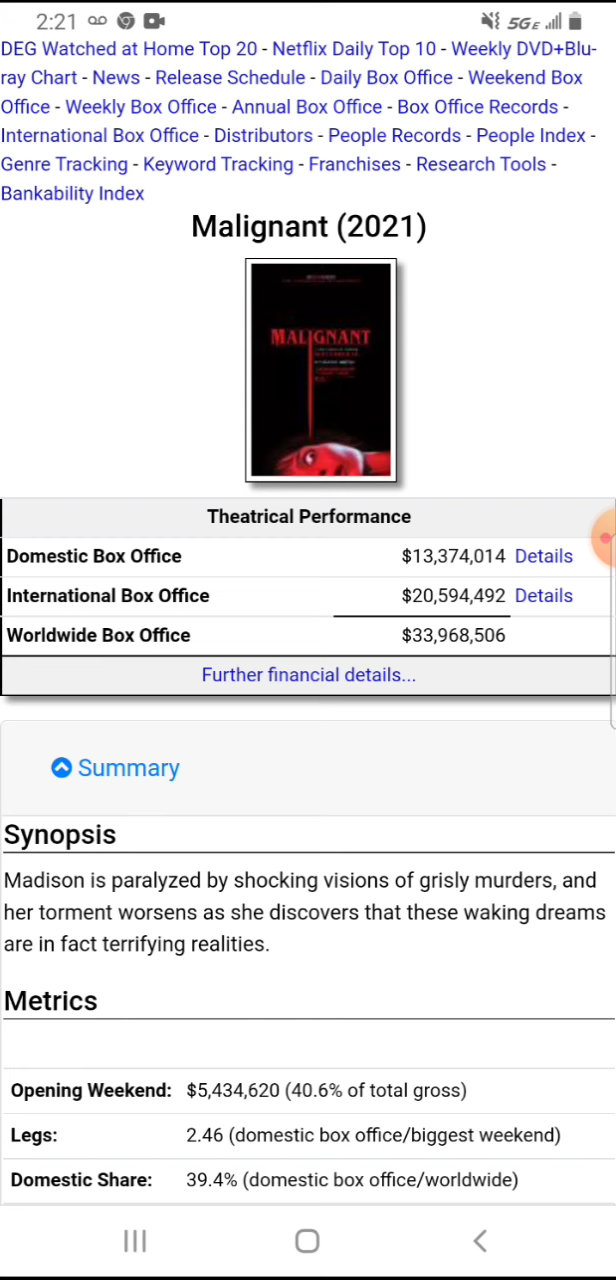 2:21
5GE
DEG Watched at Home Top 20 - Netflix Daily Top 10 - Weekly DVD+Blu-
ray Chart - News - Release Schedule - Daily Box Office - Weekend Box
Office - Weekly Box Office - Annual Box Office - Box Office Records -
International Box Office - Distributors - People Records - People Index -
Genre Tracking - Keyword Tracking - Franchises - Research Tools -
Bankability Index
Malignant (2021)
MALIGNANT
Theatrical Performance
Domestic Box Office $13,374,014 Details
International Box Office $20,594,492 Details
Worldwide Box Office $33,968,506
Further financial details...
Summary
Synopsis
Madison is paralyzed by shocking visions of grisly murders, and
her torment worsens as she discovers that these waking dreams
are in fact terrifying realities.
Metrics
Opening Weekend: $5,434,620 (40.6% of total gross)
Legs: 2.46 (domestic box office/biggest weekend)
Domestic Share: 39.4% (domestic box office/worldwide)